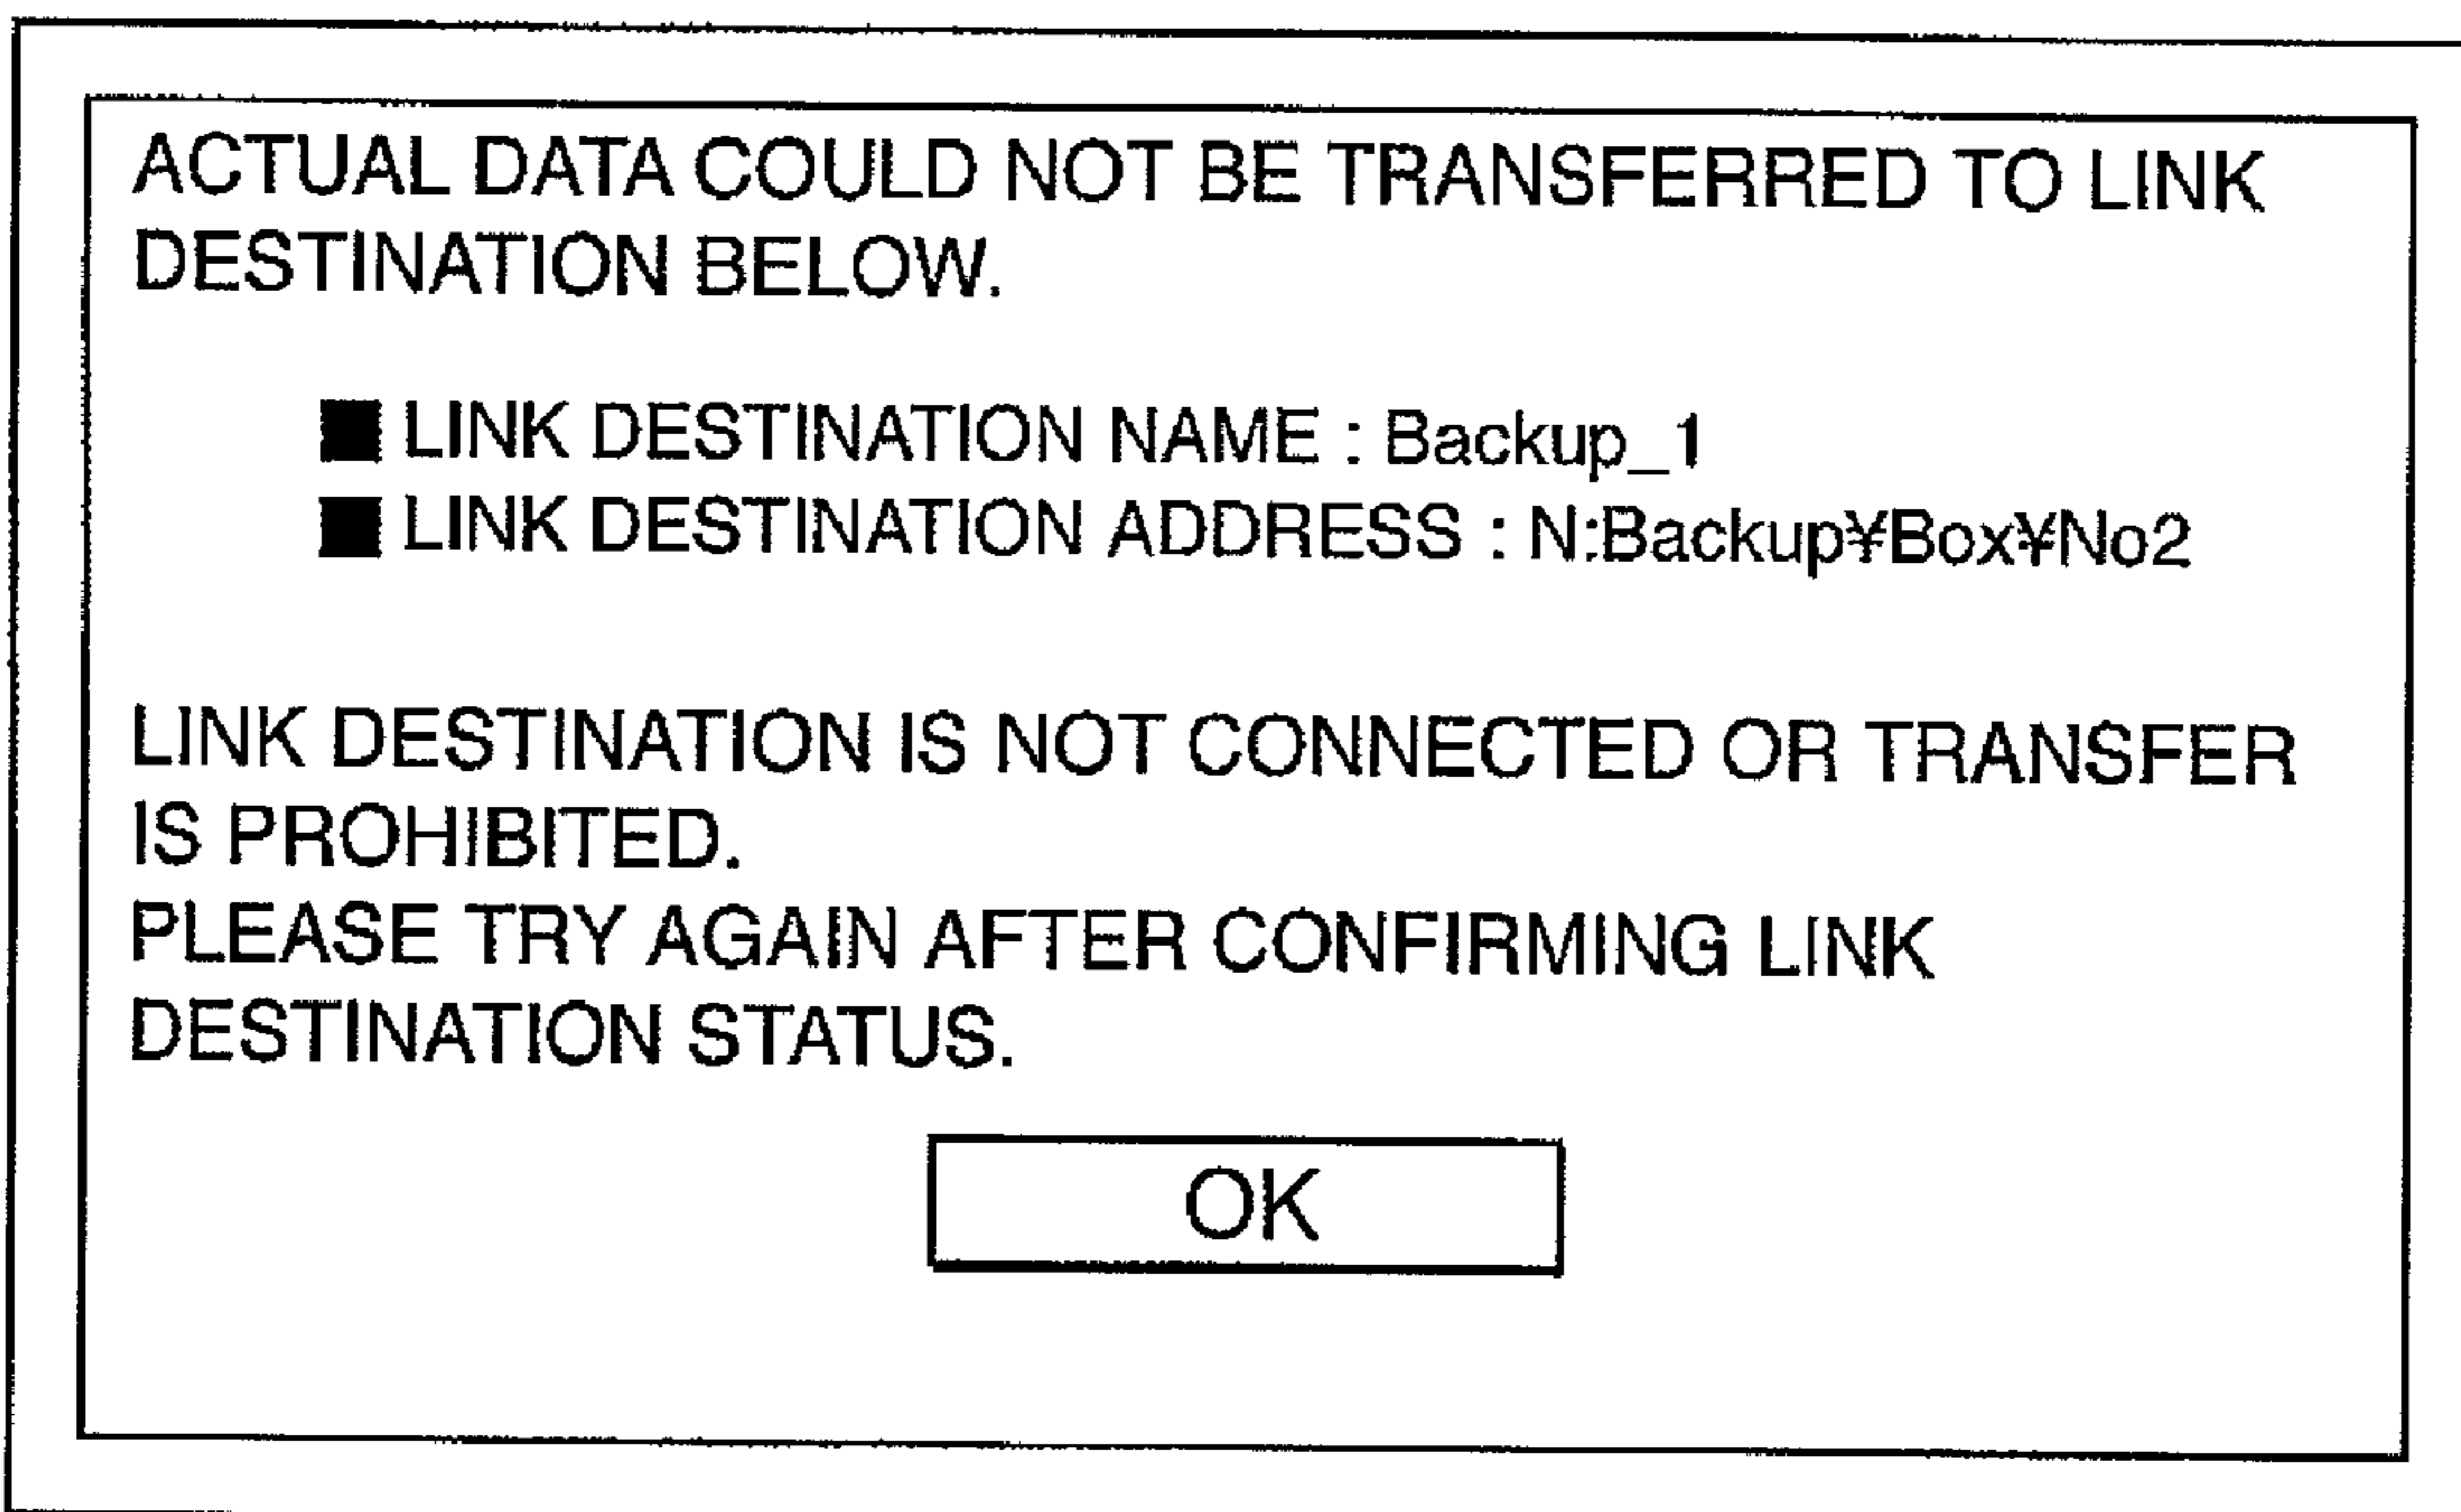 ACTUAL DATA COULD NOT BE TRANSFERRED TO LINK
DESTINATION BELOW.
■ LINK DESTINATION NAME : Backup_1
■ LINK DESTINATION ADDRESS : N:Backup¥Box¥No2
LINK DESTINATION IS NOT CONNECTED OR TRANSFER
IS PROHIBITED.
PLEASE TRY AGAIN AFTER CONFIRMING LINK
DESTINATION STATUS.
OK